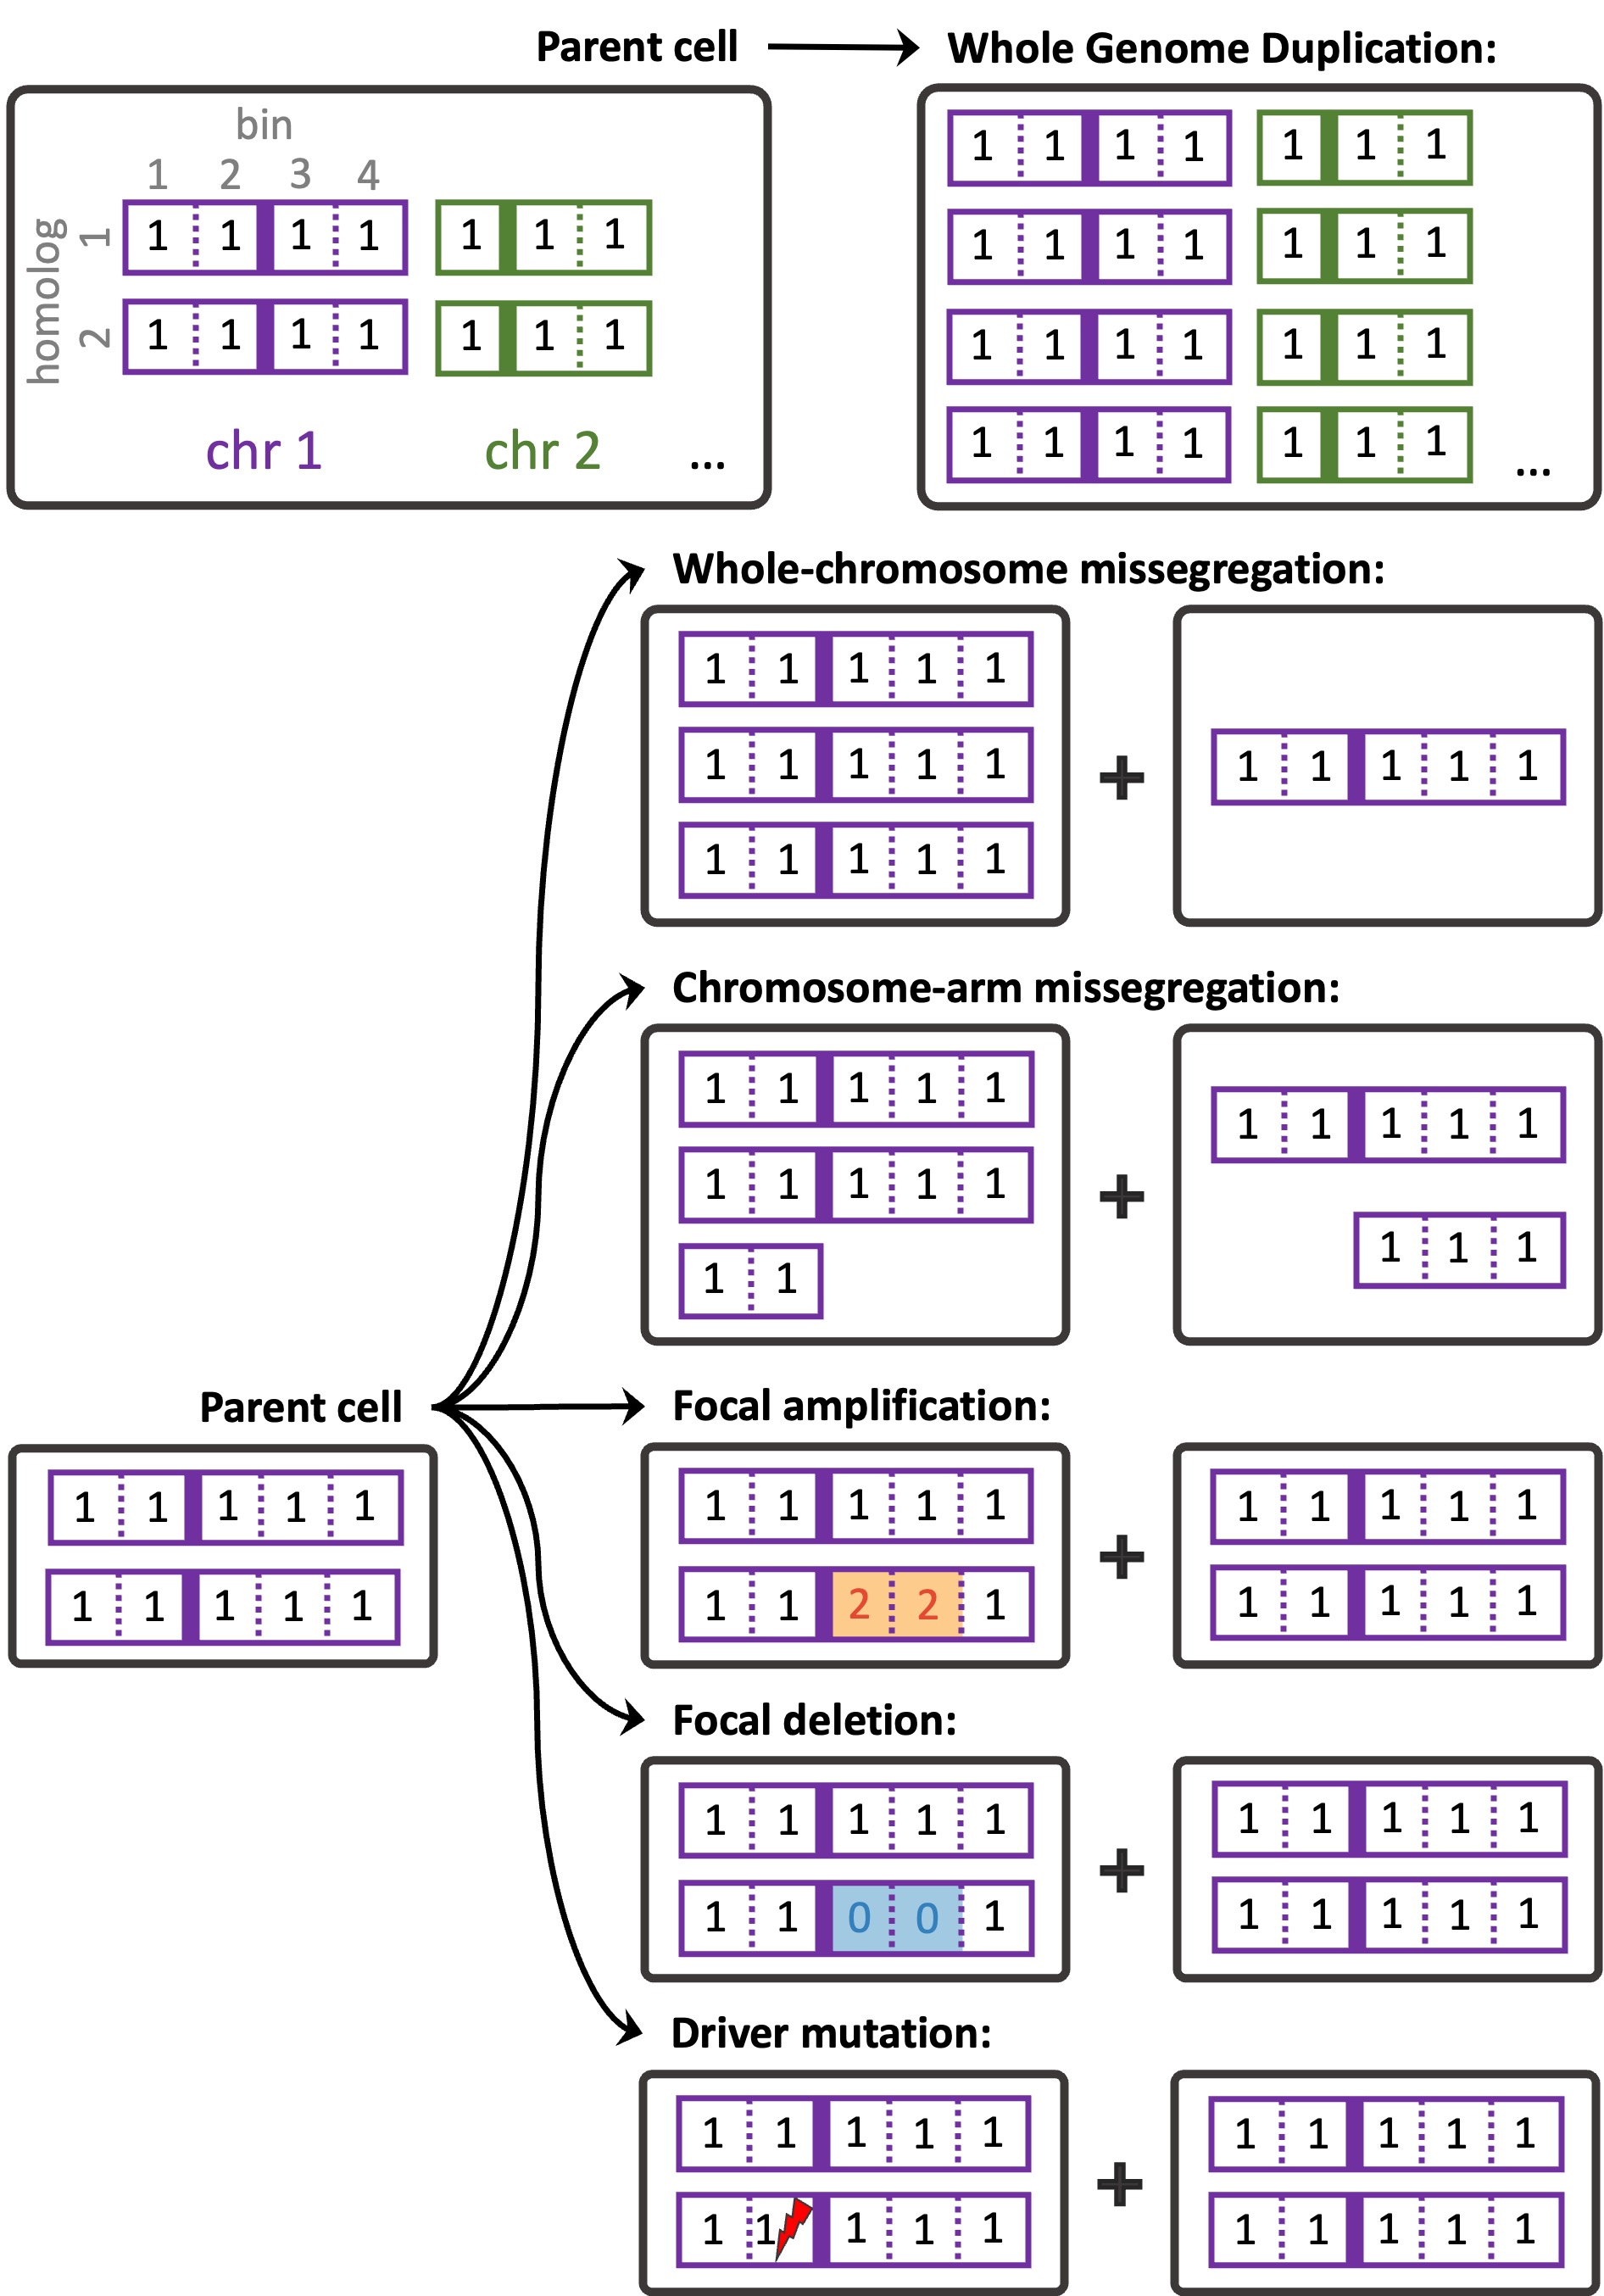 Parent cell Whole Genome Duplication:
bin
1 2 3 4
homolog
1 1 1 1 1 1 1 1
2 1 1 1 1 1 1 1
chr 1 chr 2 ...
1 1 1 1 1 1 1
1 1 1 1 1 1 1
1 1 1 1 1 1 1
1 1 1 1 1 1 1
...
Whole-chromosome missegregation:
1 1 1 1 1
1 1 1 1 1
1 1 1 1 1
+
1 1 1 1 1
Chromosome-arm missegregation:
1 1 1 1 1
1 1 1 1 1
1 1
+
1 1 1 1 1
1 1 1
Parent cell
1 1 1 1 1
1 1 1 1 1
Focal amplification:
1 1 1 1 1
1 1 2 2 1
+
1 1 1 1 1
1 1 1 1 1
Focal deletion:
1 1 1 1 1
1 1 0 0 1
+
1 1 1 1 1
1 1 1 1 1
Driver mutation:
1 1 1 1 1
1 1 1 1 1
+
1 1 1 1 1
1 1 1 1 1